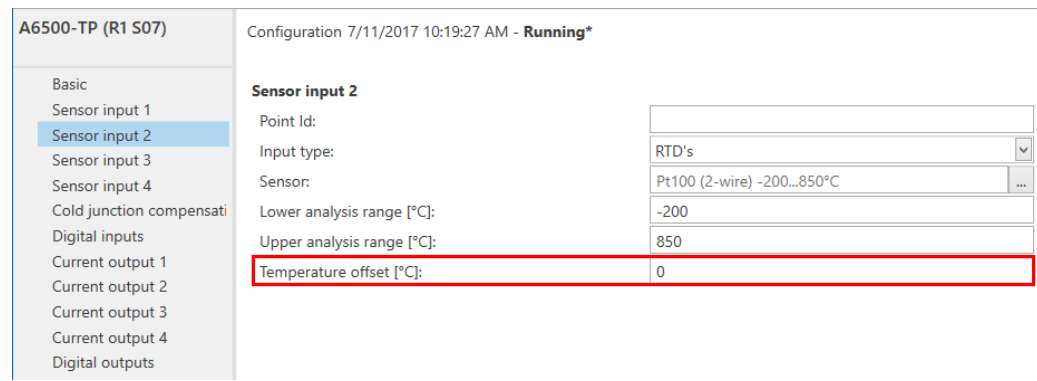 A6500-TP (R1 S07)
Configuration 7/11/2017 10:19:27 AM - Running*
Basic
Sensor input 1
Sensor input 2
Sensor input 3
Sensor input 4
Cold junction compensati
Digital inputs
Current output 1
Current output 2
Current output 3
Current output 4
Digital outputs
Sensor input 2
Point Id:
Input type: RTD's
Sensor: Pt100 (2-wire) -200...850°C ...
Lower analysis range [°C]: -200
Upper analysis range [°C]: 850
Temperature offset [°C]: 0